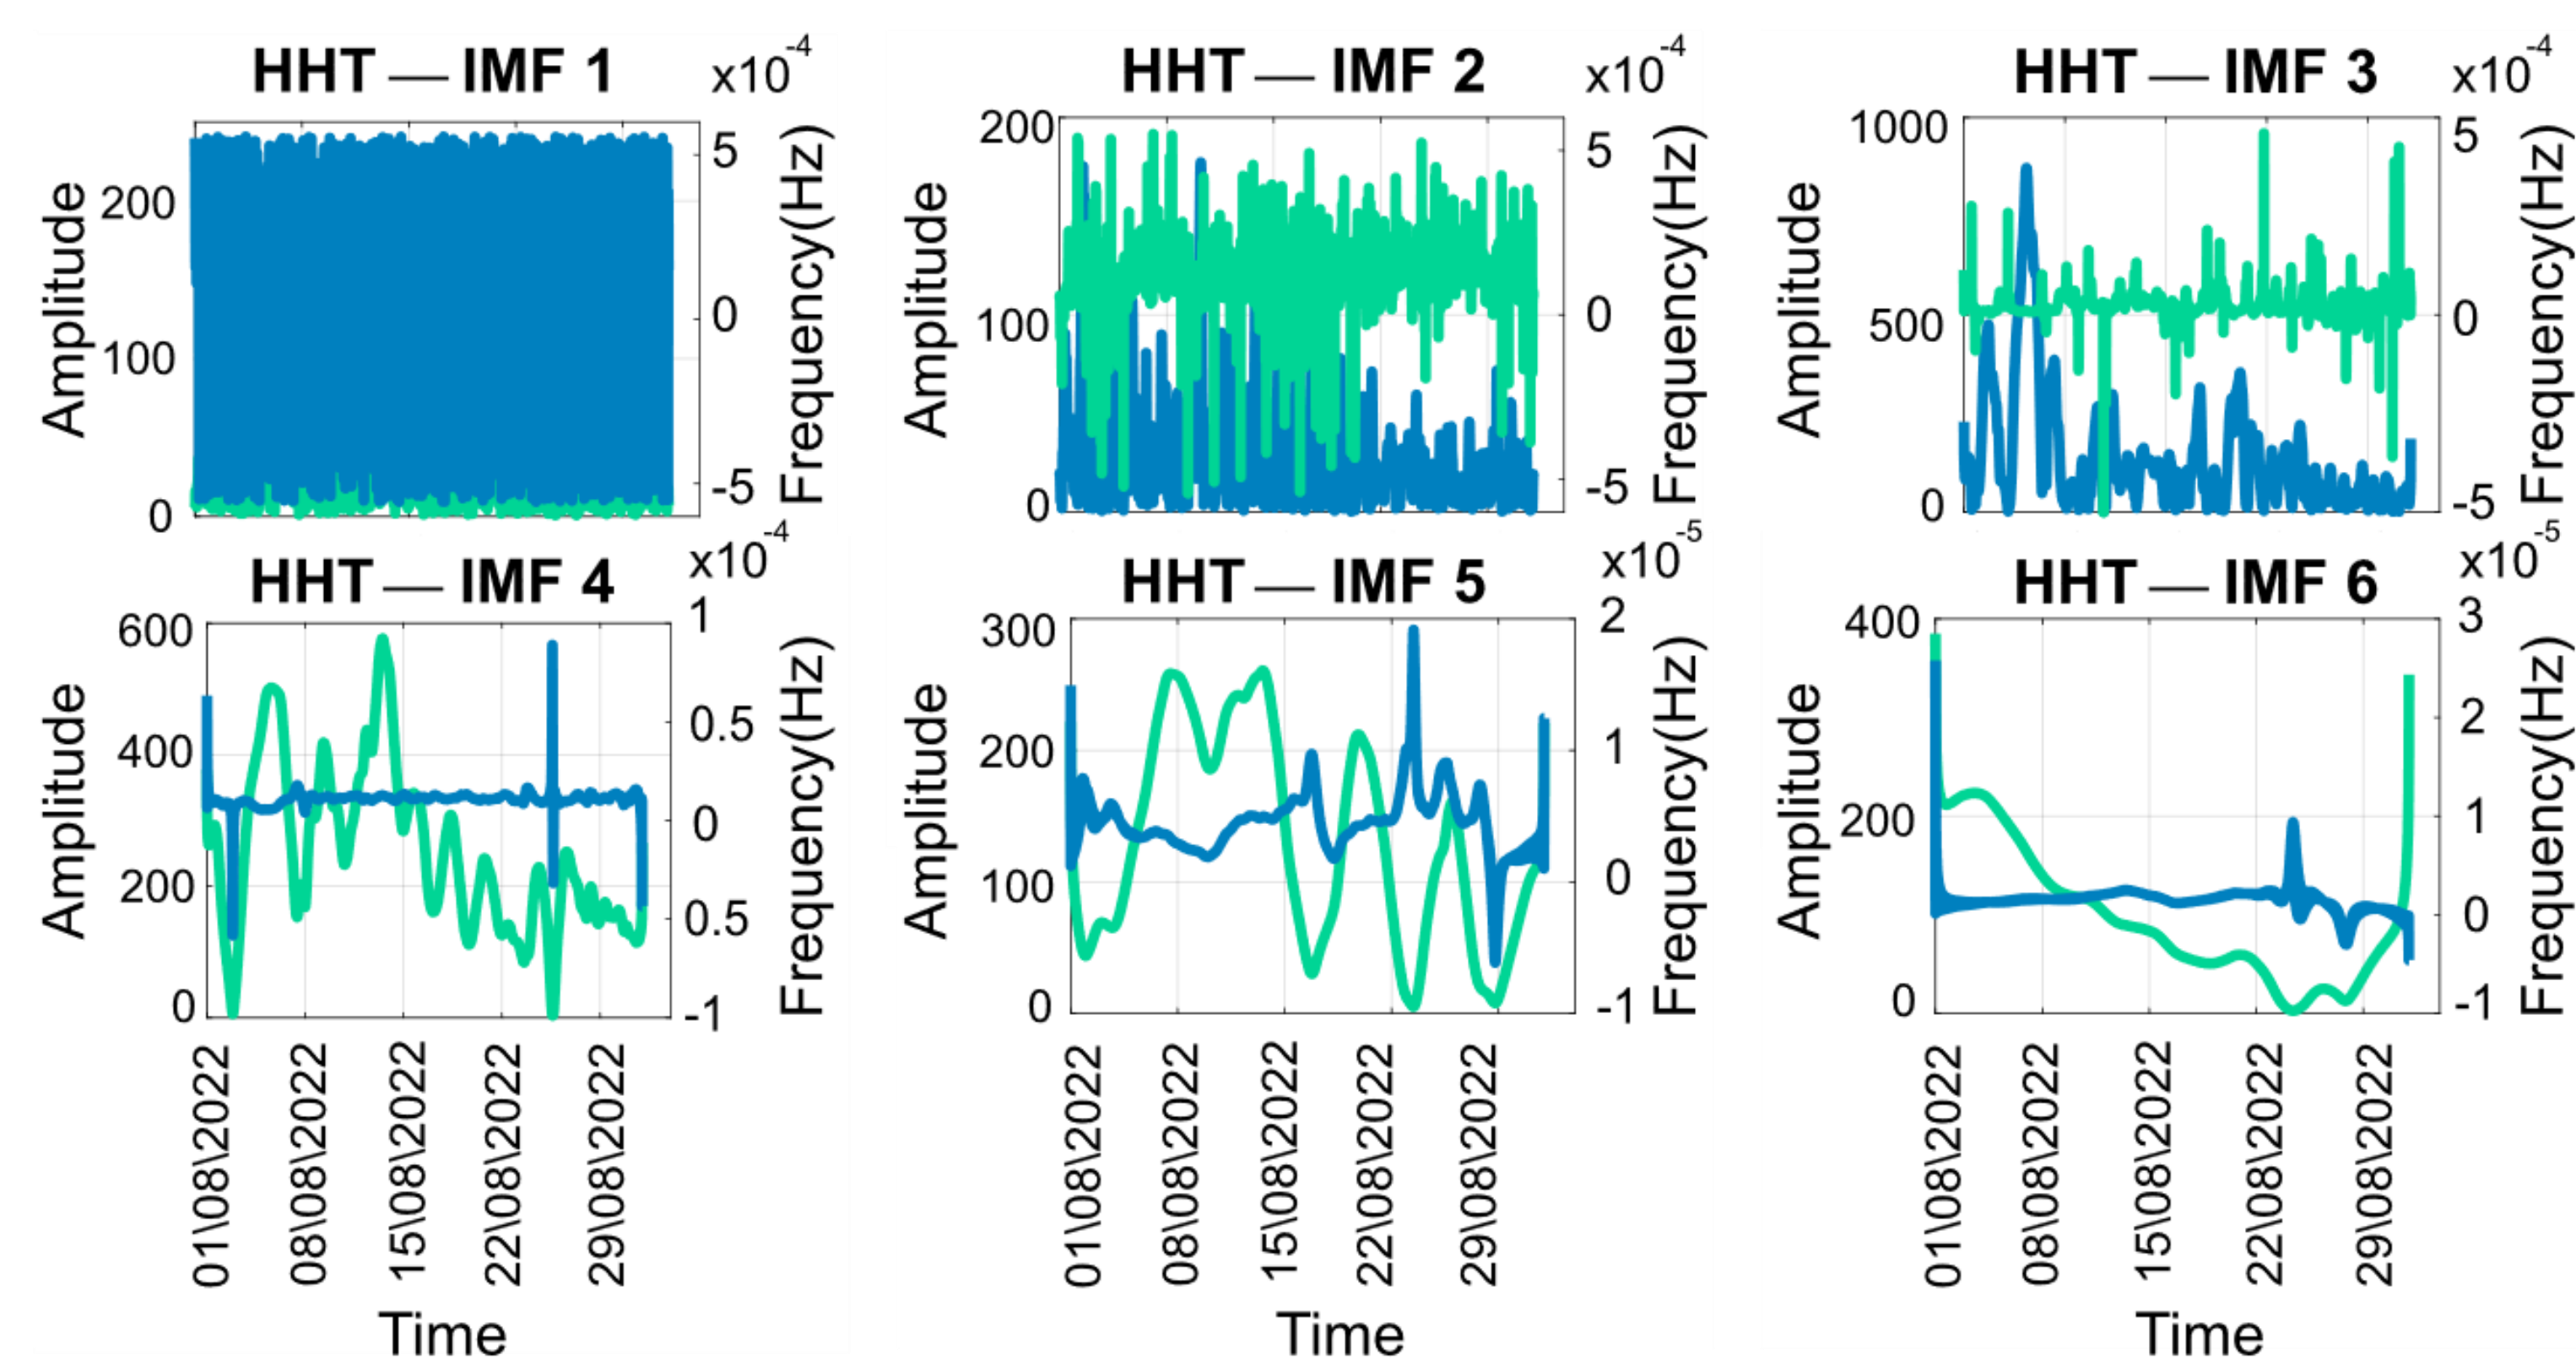 HHT — IMF 1
x10-4
Amplitude
200
100
0
5
0
-5
Frequency(Hz)
HHT — IMF 2
x10-4
Amplitude
200
100
0
5
0
-5
Frequency(Hz)
HHT — IMF 3
x10-4
Amplitude
1000
500
0
5
0
-5
Frequency(Hz)
HHT — IMF 4
x10-4
Amplitude
600
400
200
0
1
0.5
0
0.5
-1
Frequency(Hz)
01\08\2022
08\08\2022
15\08\2022
22\08\2022
29\08\2022
Time
HHT — IMF 5
x10-5
Amplitude
300
200
100
0
2
1
0
-1
Frequency(Hz)
01\08\2022
08\08\2022
15\08\2022
22\08\2022
29\08\2022
Time
HHT — IMF 6
x10-5
Amplitude
400
200
0
3
2
1
0
-1
Frequency(Hz)
01\08\2022
08\08\2022
15\08\2022
22\08\2022
29\08\2022
Time